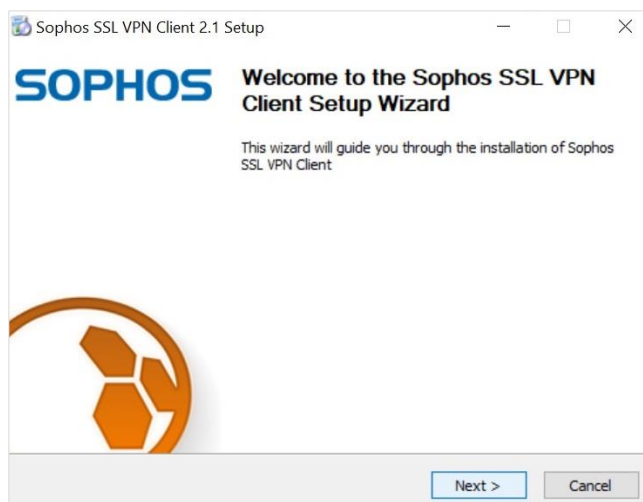 Sophos SSL VPN Client 2.1 Setup
SOPHOS
Welcome to the Sophos SSL VPN
Client Setup Wizard
This wizard will guide you through the installation of Sophos
SSL VPN Client
Next >
Cancel